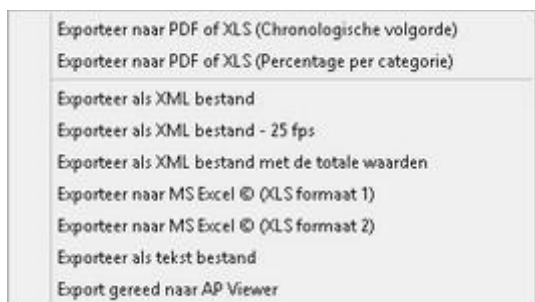 Exporteer naar PDF of XLS (Chronologische volgorde)
Exporteer naar PDF of XLS (Percentage per categorie)
Exporteer als XML bestand
Exporteer als XML bestand - 25 fps
Exporteer als XML bestand met de totale waarden
Exporteer naar MS Excel © (XLS formaat 1)
Exporteer naar MS Excel © (XLS formaat 2)
Exporteer als tekst bestand
Export gereed naar AP Viewer